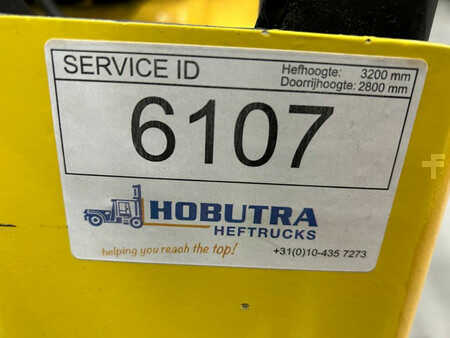 SERVICE ID
Hefhoogte: 3200 mm
Doorrijhoogte: 2800 mm
6107
HOBUTRA
HEFTRUCKS
helping you reach the top!
+31(0)10-435 7273
F